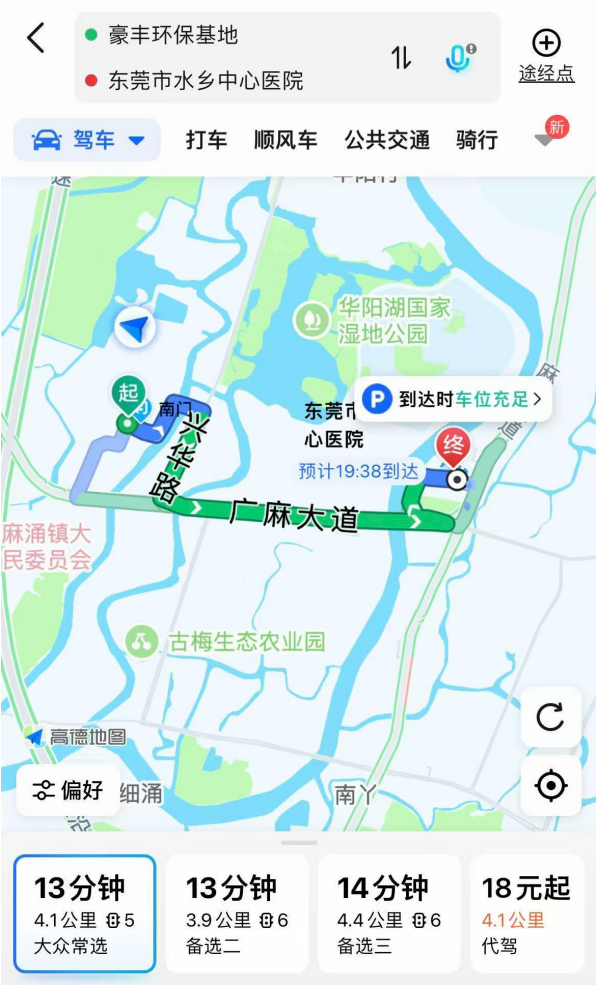 豪丰环保基地
东莞市水乡中心医院
途经点
驾车
打车
顺风车
公共交通
骑行
新
华阳湖国家
湿地公园
麻
道
P
到达时车位充足
起
南门
东莞市
心医院
终
预计19:38到达
兴华路
广麻大道
麻涌镇大
民委员会
古梅生态农业园
高德地图
偏好
细涌
南丫
沿
13分钟
4.1公里 5
大众常选
13分钟
3.9公里 6
备选二
14分钟
4.4公里 6
备选三
18元起
4.1公里
代驾